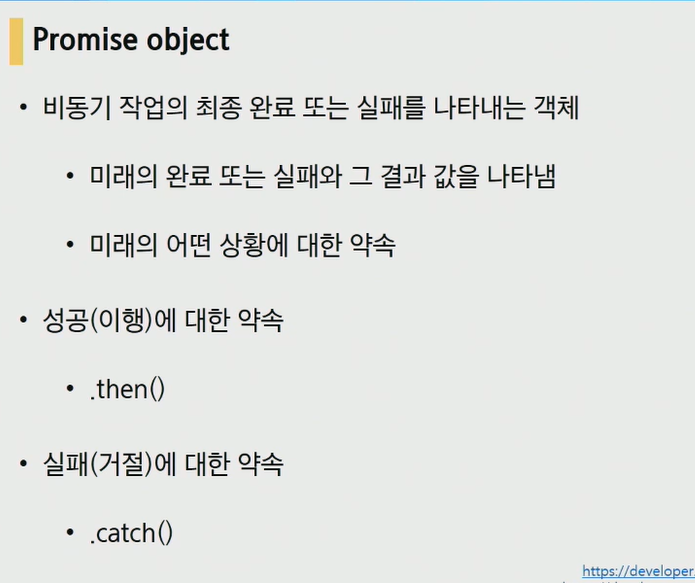 Promise object
• 비동기 작업의 최종 완료 또는 실패를 나타내는 객체
• 미래의 완료 또는 실패와 그 결과 값을 나타냄
• 미래의 어떤 상황에 대한 약속
• 성공(이행)에 대한 약속
• .then()
• 실패(거절)에 대한 약속
• .catch()
https://developer